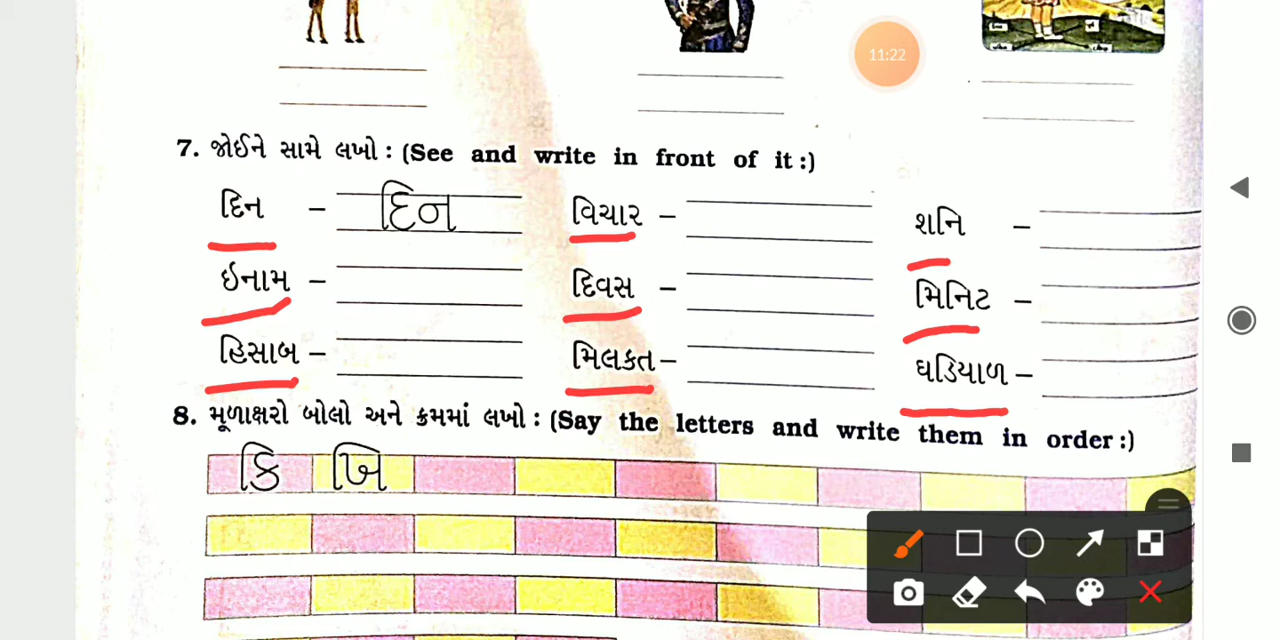 11:22
7. જોઈને સામે લખો : (See and write in front of it :)
દિન – દિન વિચાર – શનિ –
ઇનામ – દિવસ – મિનિટ –
હિસાબ – મિલકત – ઘડિયાળ –
8. મૂળાક્ષરો બોલો અને ક્રમમાં લખો : (Say the letters and write them in order :)
કિ ખિ